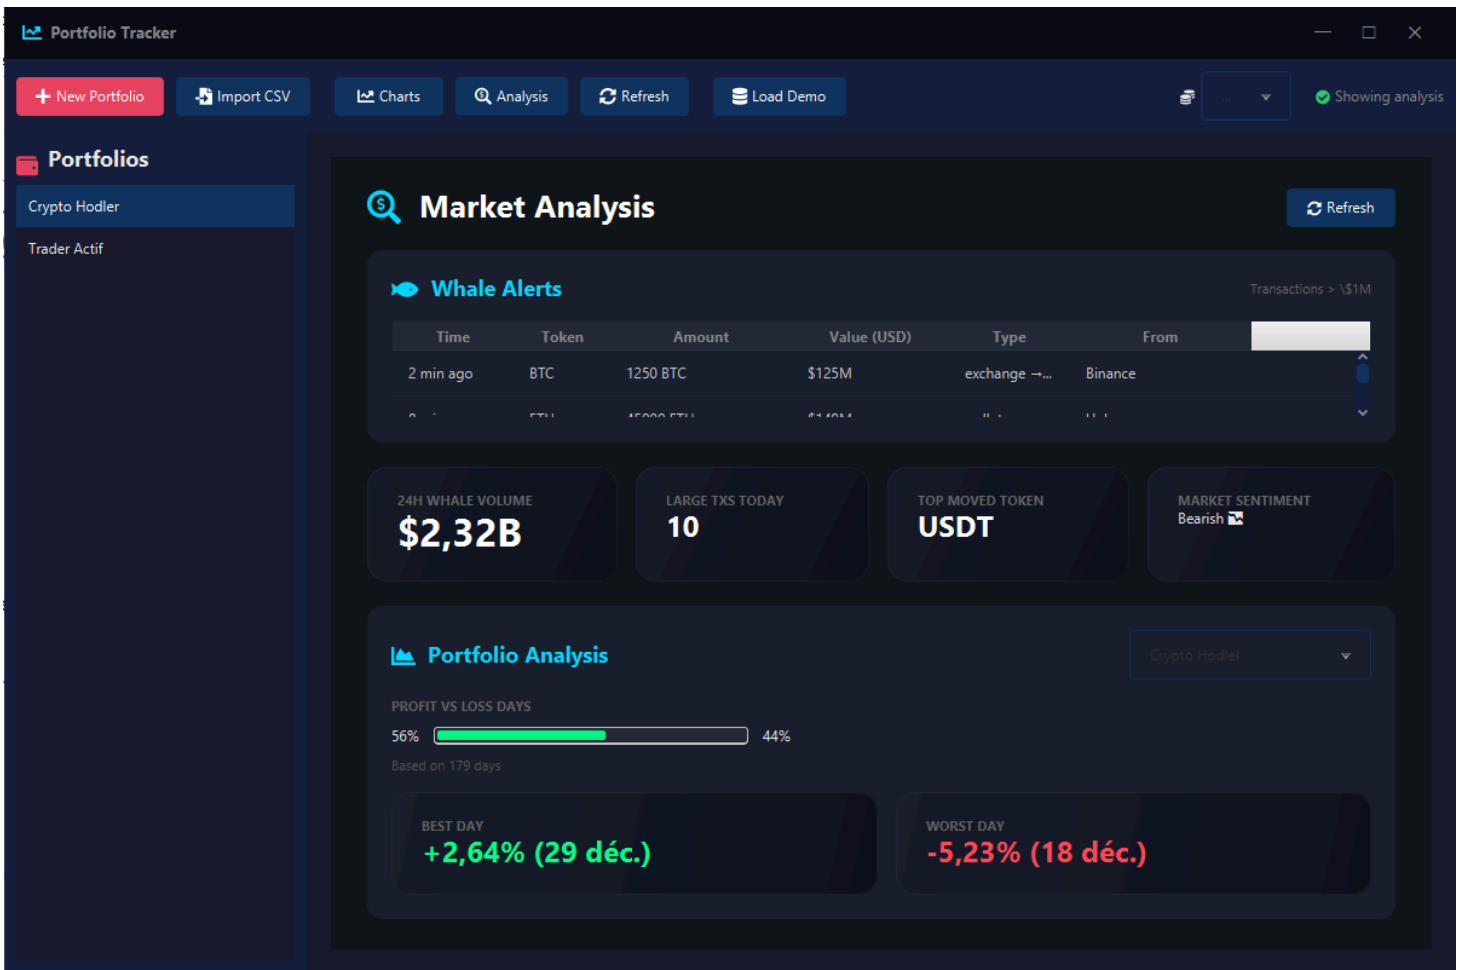 Portfolio Tracker
New Portfolio
Import CSV
Charts
Analysis
Refresh
Load Demo
...
Showing analysis
Portfolios
Crypto Hodler
Trader Actif
Market Analysis
Refresh
Whale Alerts
Transactions > \$1M
Time Token Amount Value (USD) Type From
2 min ago BTC 1250 BTC $125M exchange →... Binance
24H WHALE VOLUME
$2,32B
LARGE TXS TODAY
10
TOP MOVED TOKEN
USDT
MARKET SENTIMENT
Bearish
Portfolio Analysis
Crypto Hodler
PROFIT VS LOSS DAYS
56% 44%
Based on 179 days
BEST DAY
+2,64% (29 déc.)
WORST DAY
-5,23% (18 déc.)